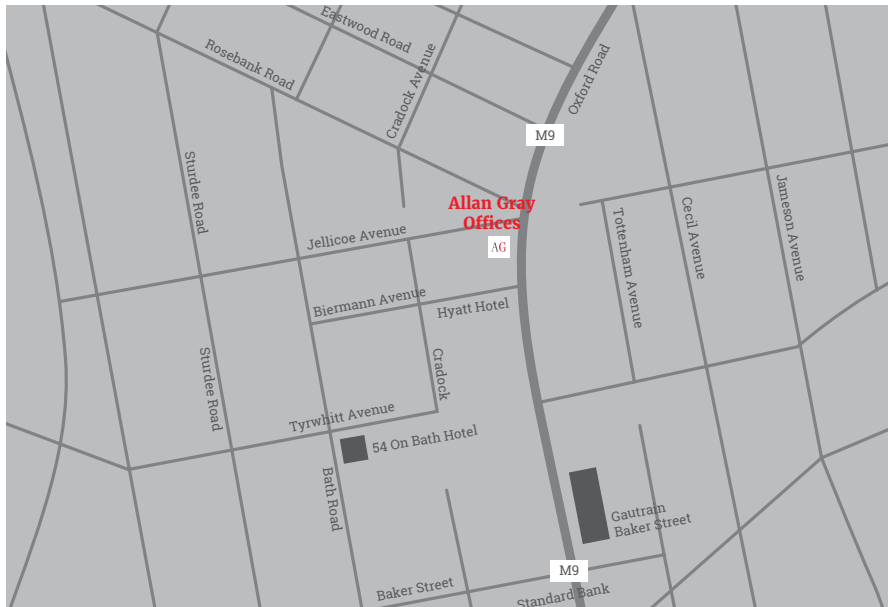 Eastwood Road
Rosebank Road
Cradock Avenue
Oxford Road
M9
Sturdee Road
Allan Gray
Offices
AG
Jellicoe Avenue
Tottenham Avenue
Cecil Avenue
Jameson Avenue
Biermann Avenue
Hyatt Hotel
Sturdee Road
Cradock
Tyrwhitt Avenue
54 On Bath Hotel
Bath Road
Gautrain
Baker Street
M9
Baker Street
Standard Bank